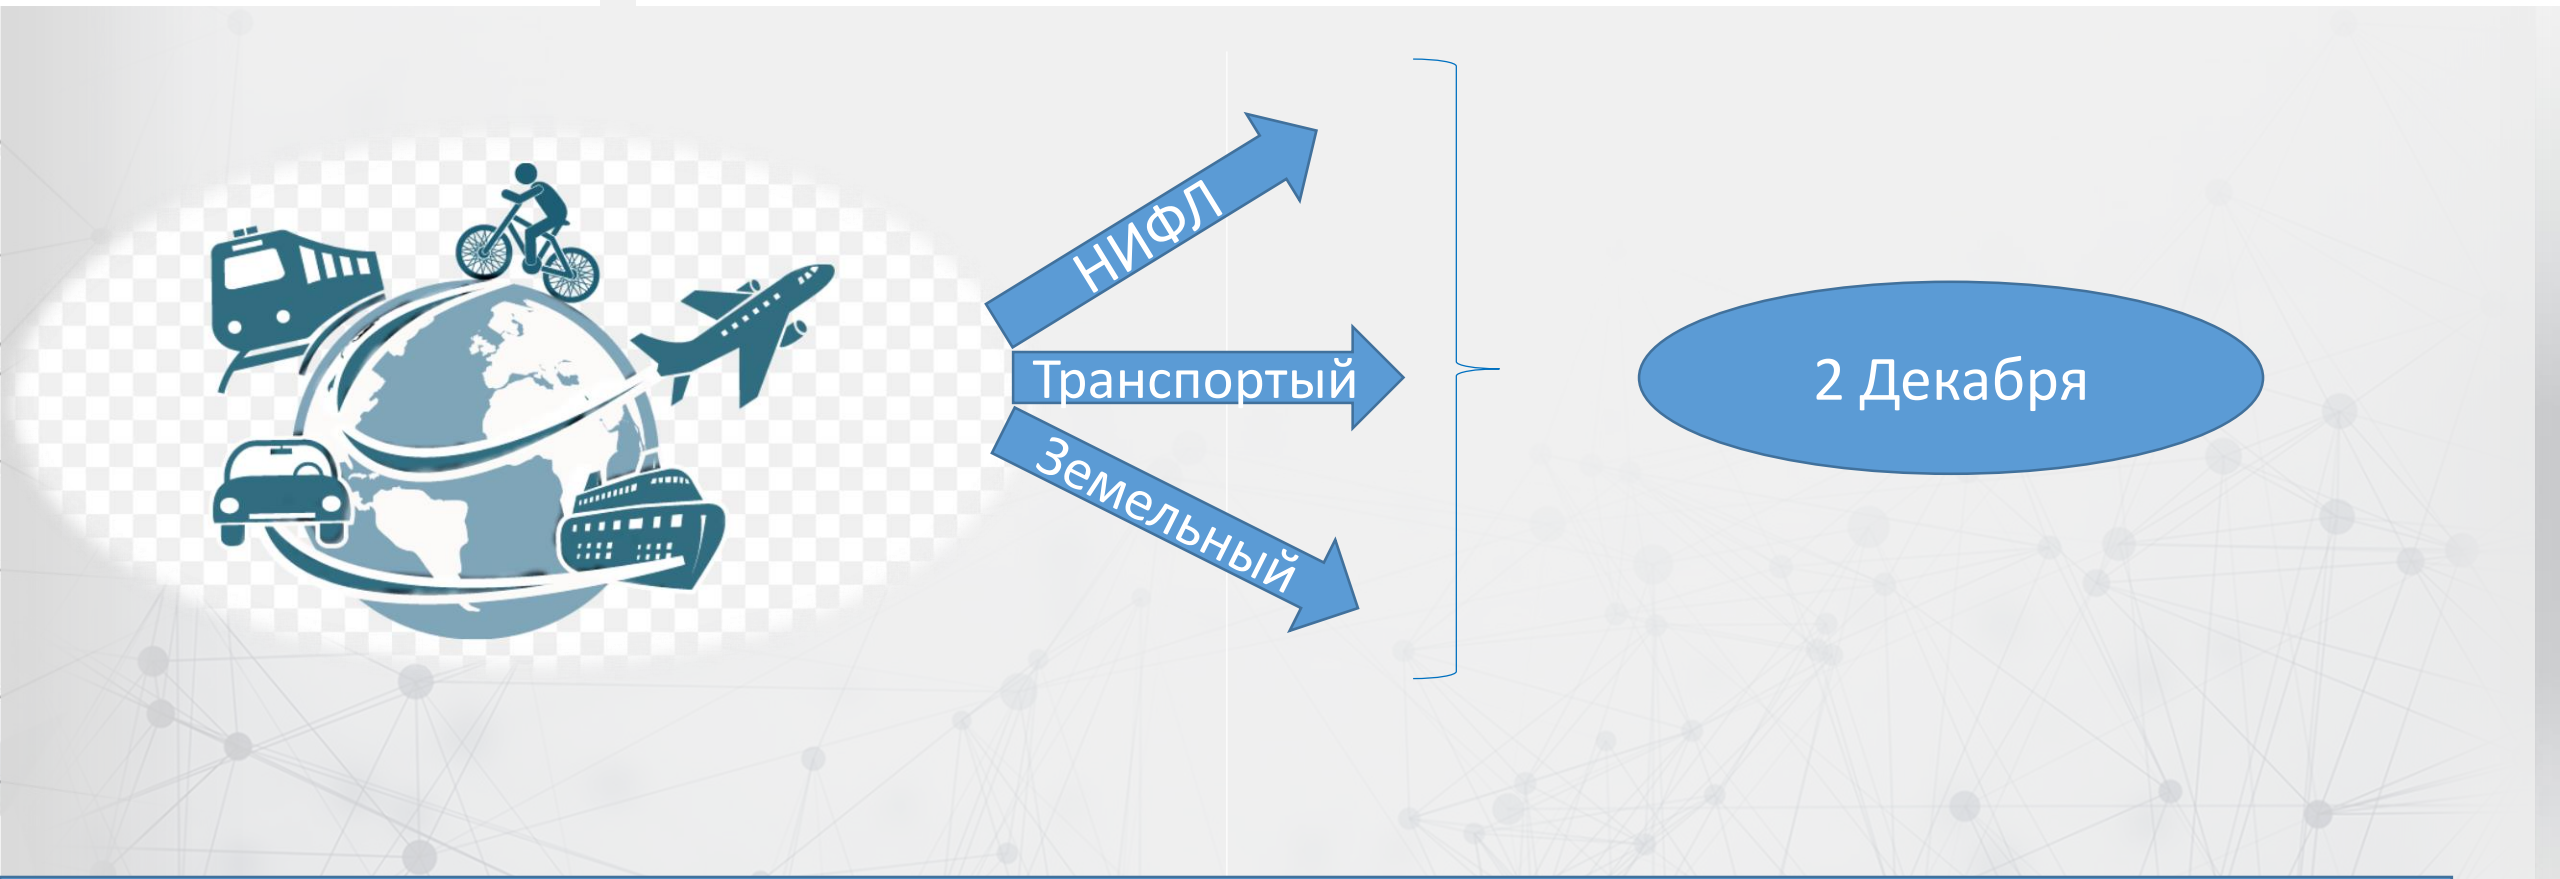 НИФЛ
Транспортый
Земельный
2 Декабря